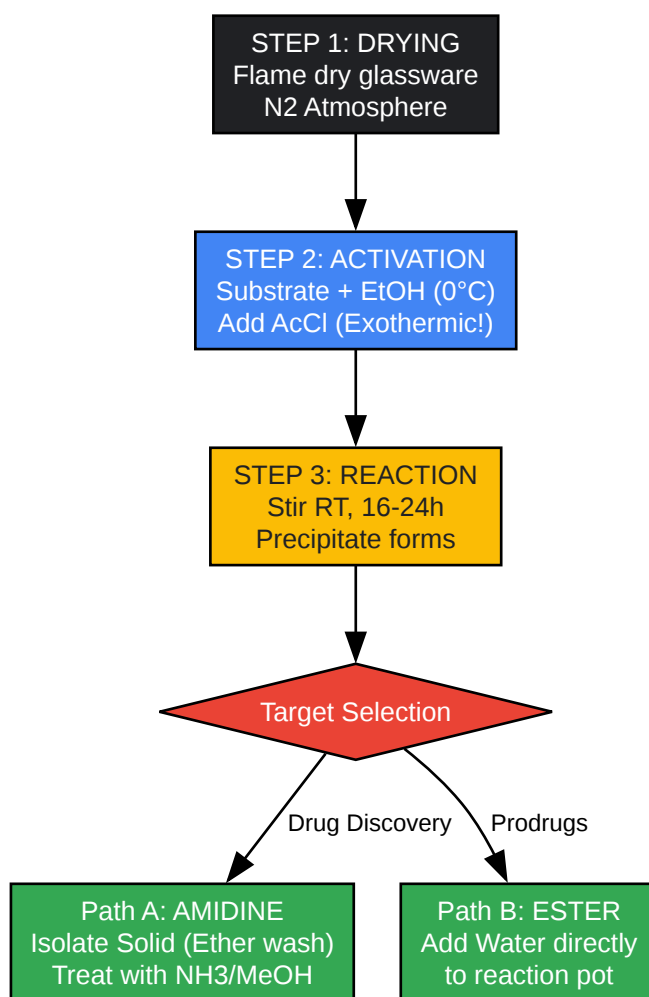 STEP 1: DRYING
Flame dry glassware
N2 Atmosphere
STEP 2: ACTIVATION
Substrate + EtOH (0°C)
Add AcCl (Exothermic!)
STEP 3: REACTION
Stir RT, 16-24h
Precipitate forms
Target Selection
Drug Discovery
Prodrugs
Path A: AMIDINE
Isolate Solid (Ether wash)
Treat with NH3/MeOH
Path B: ESTER
Add Water directly
to reaction pot